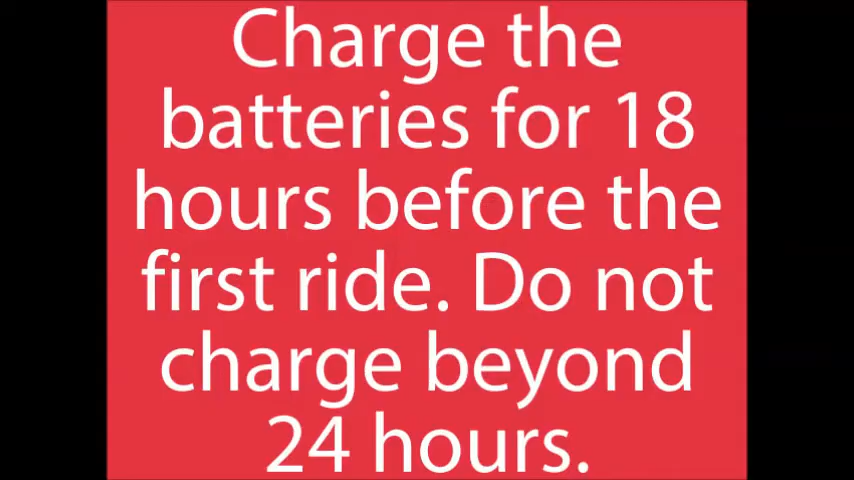 Charge the
batteries for 18
hours before the
first ride. Do not
charge beyond
24 hours.